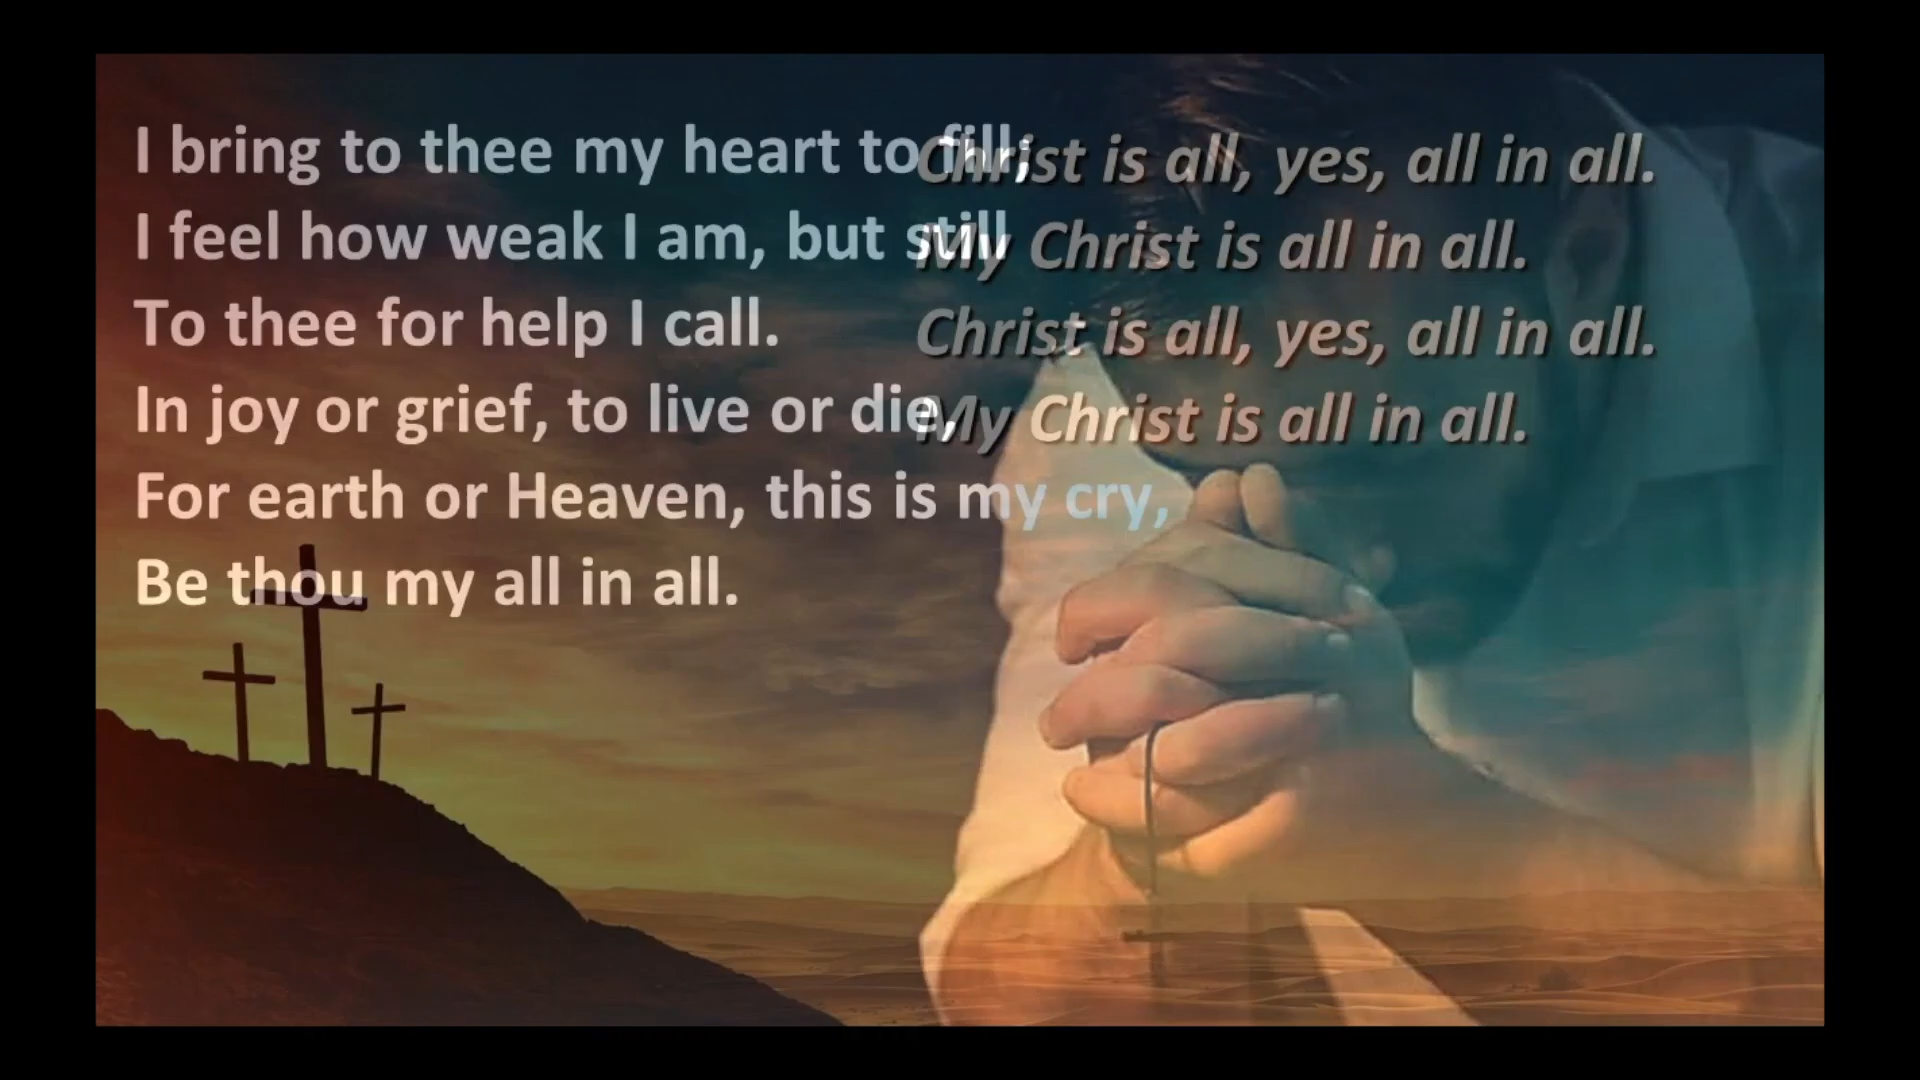 I bring to thee my heart to fill;
I feel how weak I am, but still
To thee for help I call.
In joy or grief, to live or die,
For earth or Heaven, this is my cry,
Be thou my all in all.
Christ is all, yes, all in all.
My Christ is all in all.
Christ is all, yes, all in all.
My Christ is all in all.